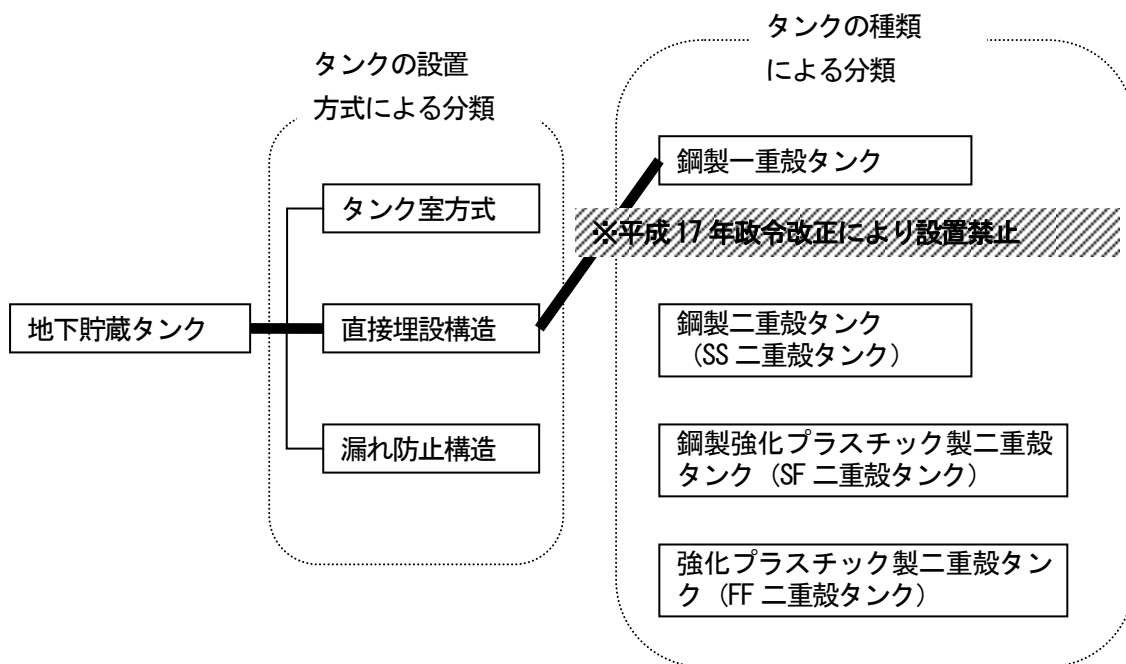 タンクの設置
方式による分類
タンクの種類
による分類
地下貯蔵タンク
タンク室方式
直接埋設構造
漏れ防止構造
鋼製一重殻タンク
※平成17年政令改正により設置禁止
鋼製二重殻タンク
（SS 二重殻タンク）
鋼製強化プラスチック製二重殻
タンク（SF 二重殻タンク）
強化プラスチック製二重殻タン
ク（FF 二重殻タンク）